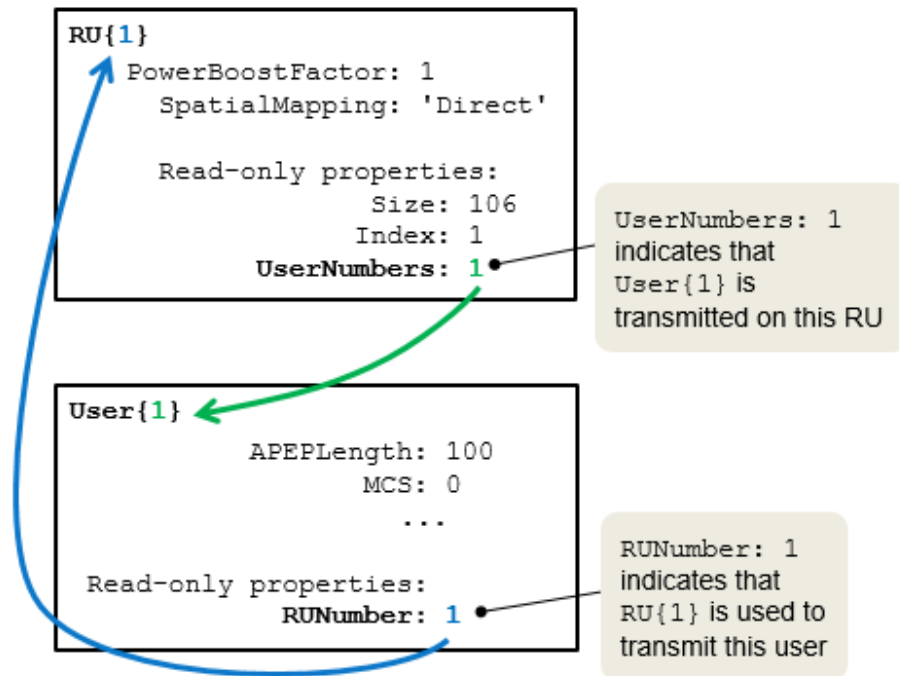 RU{1}
PowerBoostFactor: 1
SpatialMapping: 'Direct'
Read-only properties:
Size: 106
Index: 1
UserNumbers: 1
UserNumbers: 1
indicates that
User{1} is
transmitted on this RU
User{1}
APEPLength: 100
MCS: 0
...
Read-only properties:
RUNumber: 1
RUNumber: 1
indicates that
RU{1} is used to
transmit this user